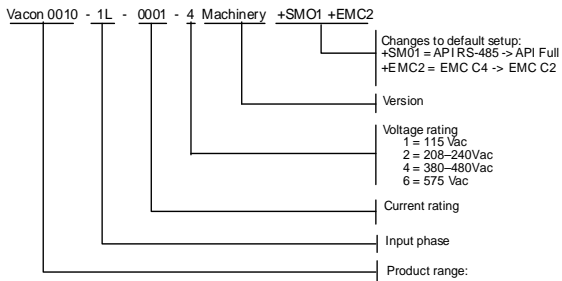 Vacon 0010 - 1L - 0001 - 4 Machinery +SMO1 +EMC2
Changes to default setup:
+SM01 = API RS-485 -> API Full
+EMC2 = EMC C4 -> EMC C2
Version
Voltage rating
1 = 115 Vac
2 = 208–240Vac
4 = 380–480Vac
6 = 575 Vac
Current rating
Input phase
Product range: